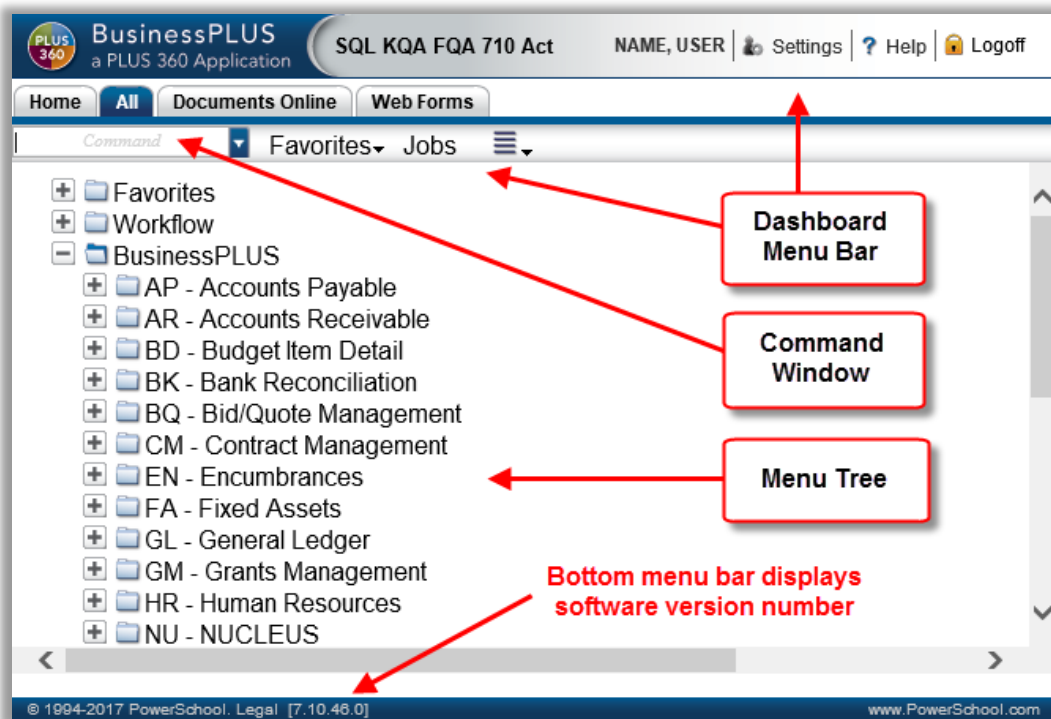 PLUS
360
BusinessPLUS
a PLUS 360 Application
SQL KQA FQA 710 Act
NAME, USER Settings ? Help Logoff
Home All Documents Online Web Forms
Command Favorites Jobs
Favorites
Workflow
BusinessPLUS
AP - Accounts Payable
AR - Accounts Receivable
BD - Budget Item Detail
BK - Bank Reconciliation
BQ - Bid/Quote Management
CM - Contract Management
EN - Encumbrances
FA - Fixed Assets
GL - General Ledger
GM - Grants Management
HR - Human Resources
NU - NUCLEUS
Dashboard
Menu Bar
Command
Window
Menu Tree
Bottom menu bar displays
software version number
© 1994-2017 PowerSchool. Legal [7.10.46.0]
www.PowerSchool.com